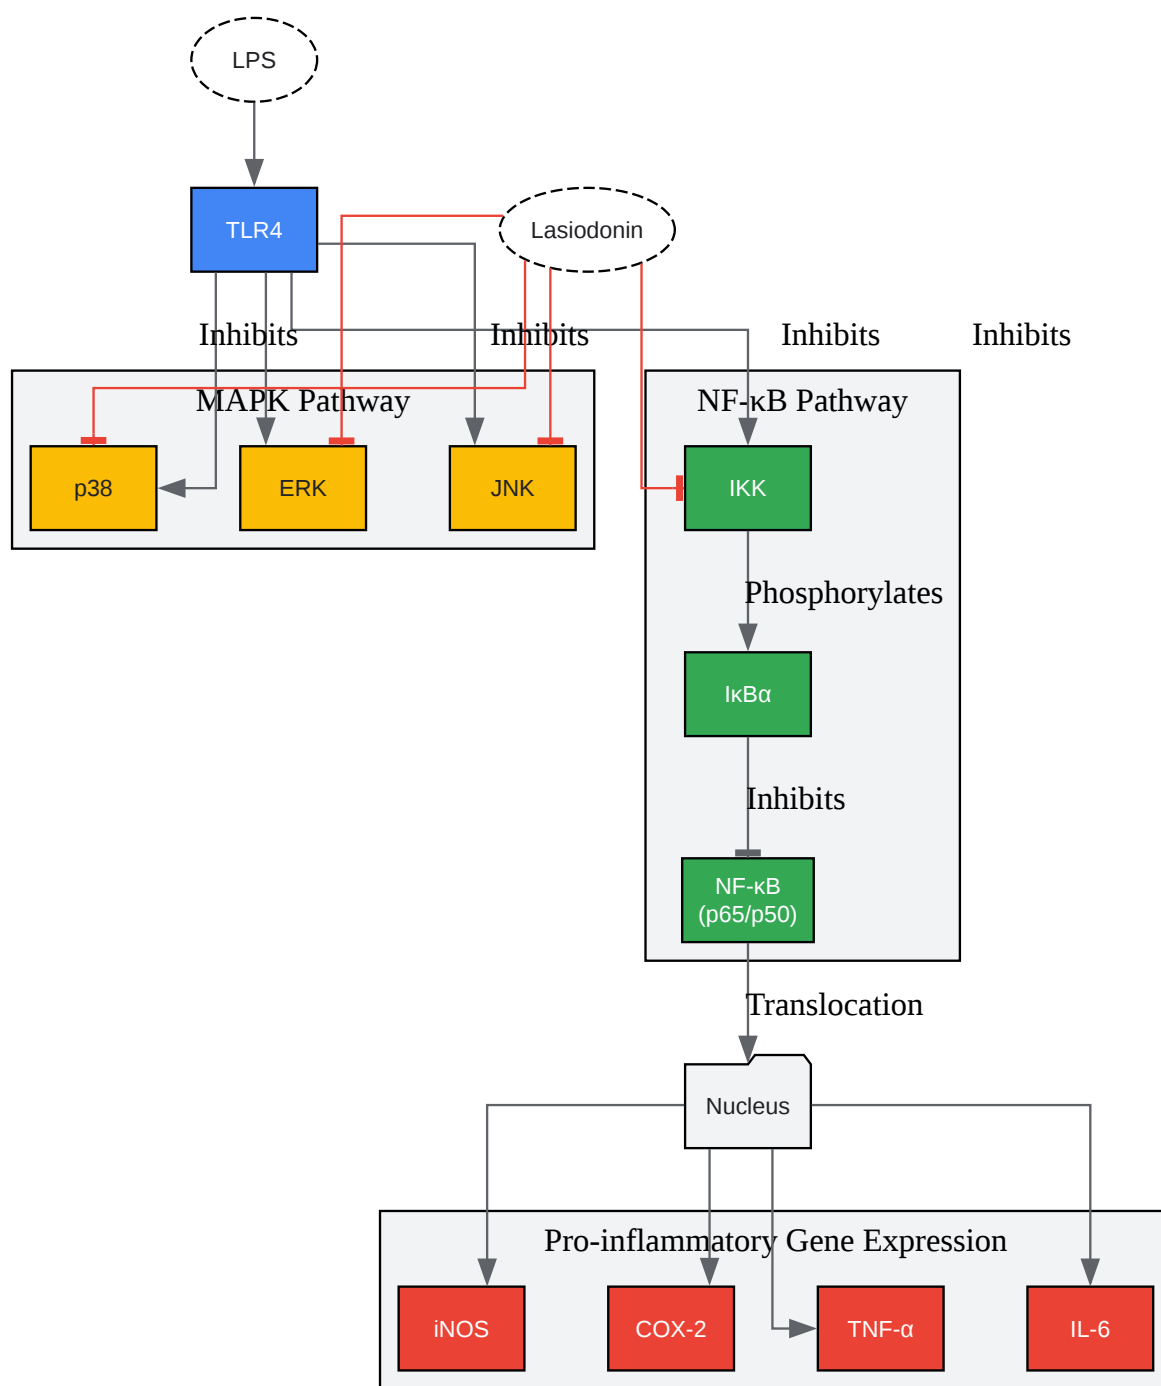 LPS
TLR4
Lasiodonin
Inhibits
Inhibits
Inhibits
Inhibits
MAPK Pathway
NF-κB Pathway
p38
ERK
JNK
IKK
Phosphorylates
IκBα
Inhibits
NF-κB
(p65/p50)
Translocation
Nucleus
Pro-inflammatory Gene Expression
iNOS
COX-2
TNF-α
IL-6